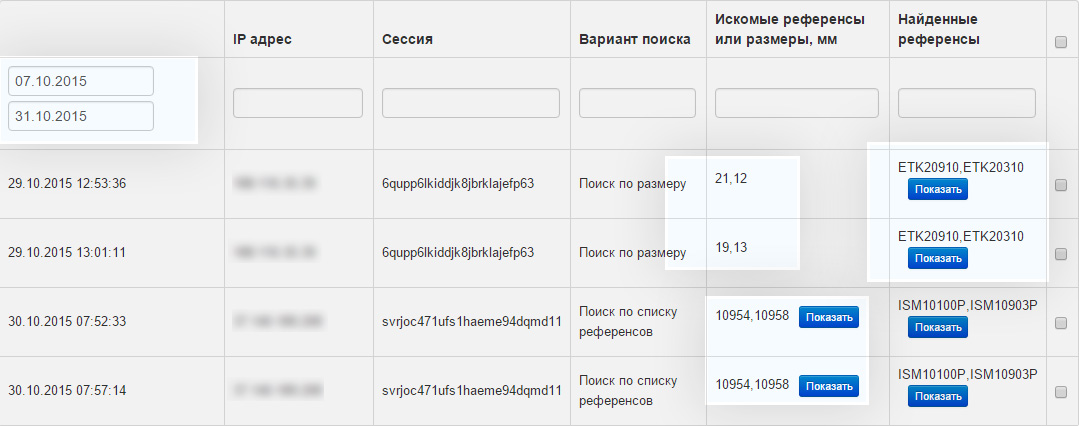 IP адрес
Сессия
Вариант поиска
Искомые референсы
или размеры, мм
Найденные
референсы
07.10.2015
31.10.2015
29.10.2015 12:53:36
6qupp6lkiddjk8jbrklajefp63
Поиск по размеру
21,12
ETK20910,ETK20310
Показать
29.10.2015 13:01:11
6qupp6lkiddjk8jbrklajefp63
Поиск по размеру
19,13
ETK20910,ETK20310
Показать
30.10.2015 07:52:33
svrjoc471ufs1haeme94dqmd11
Поиск по списку
референсов
10954,10958
Показать
ISM10100P,ISM10903P
Показать
30.10.2015 07:57:14
svrjoc471ufs1haeme94dqmd11
Поиск по списку
референсов
10954,10958
Показать
ISM10100P,ISM10903P
Показать